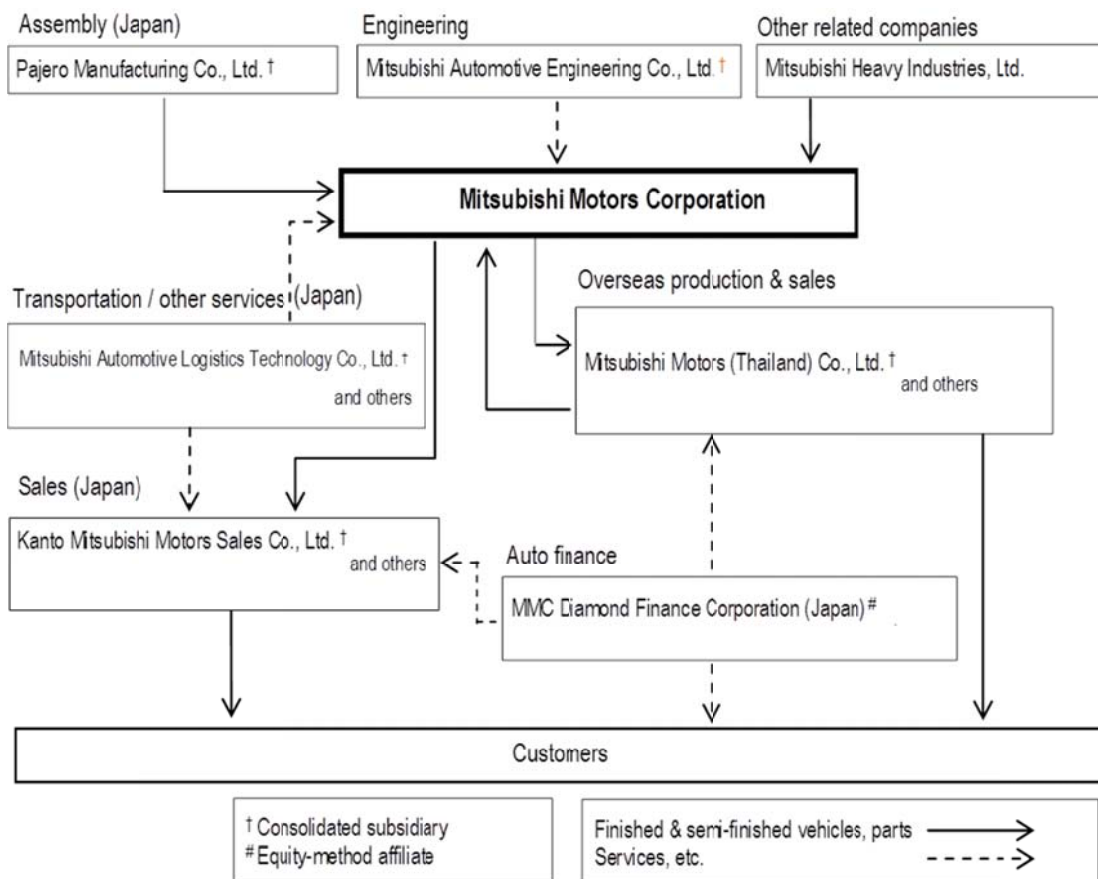 Assembly (Japan)
Pajero Manufacturing Co., Ltd. †
Engineering
Mitsubishi Automotive Engineering Co., Ltd. †
Other related companies
Mitsubishi Heavy Industries, Ltd.
Mitsubishi Motors Corporation
Transportation / other services (Japan)
Mitsubishi Automotive Logistics Technology Co., Ltd. †
and others
Overseas production & sales
Mitsubishi Motors (Thailand) Co., Ltd. †
and others
Sales (Japan)
Kanto Mitsubishi Motors Sales Co., Ltd. †
and others
Auto finance
MMC Diamond Finance Corporation (Japan) #
Customers
† Consolidated subsidiary
# Equity-method affiliate
Finished & semi-finished vehicles, parts
Services, etc.